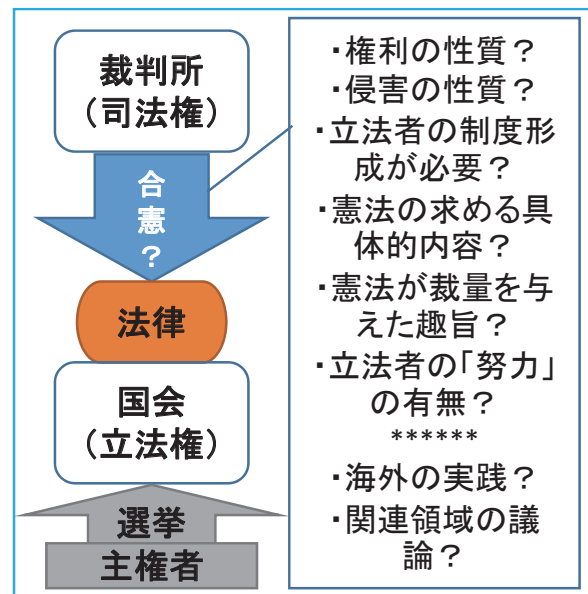 裁判所
（司法権）
合
憲
？
法律
国会
（立法権）
選挙
主権者
・権利の性質？
・侵害の性質？
・立法者の制度形
成が必要？
・憲法の求める具
体的内容？
・憲法が裁量を与
えた趣旨？
・立法者の「努力」
の有無？
******
・海外の実践？
・関連領域の議
論？